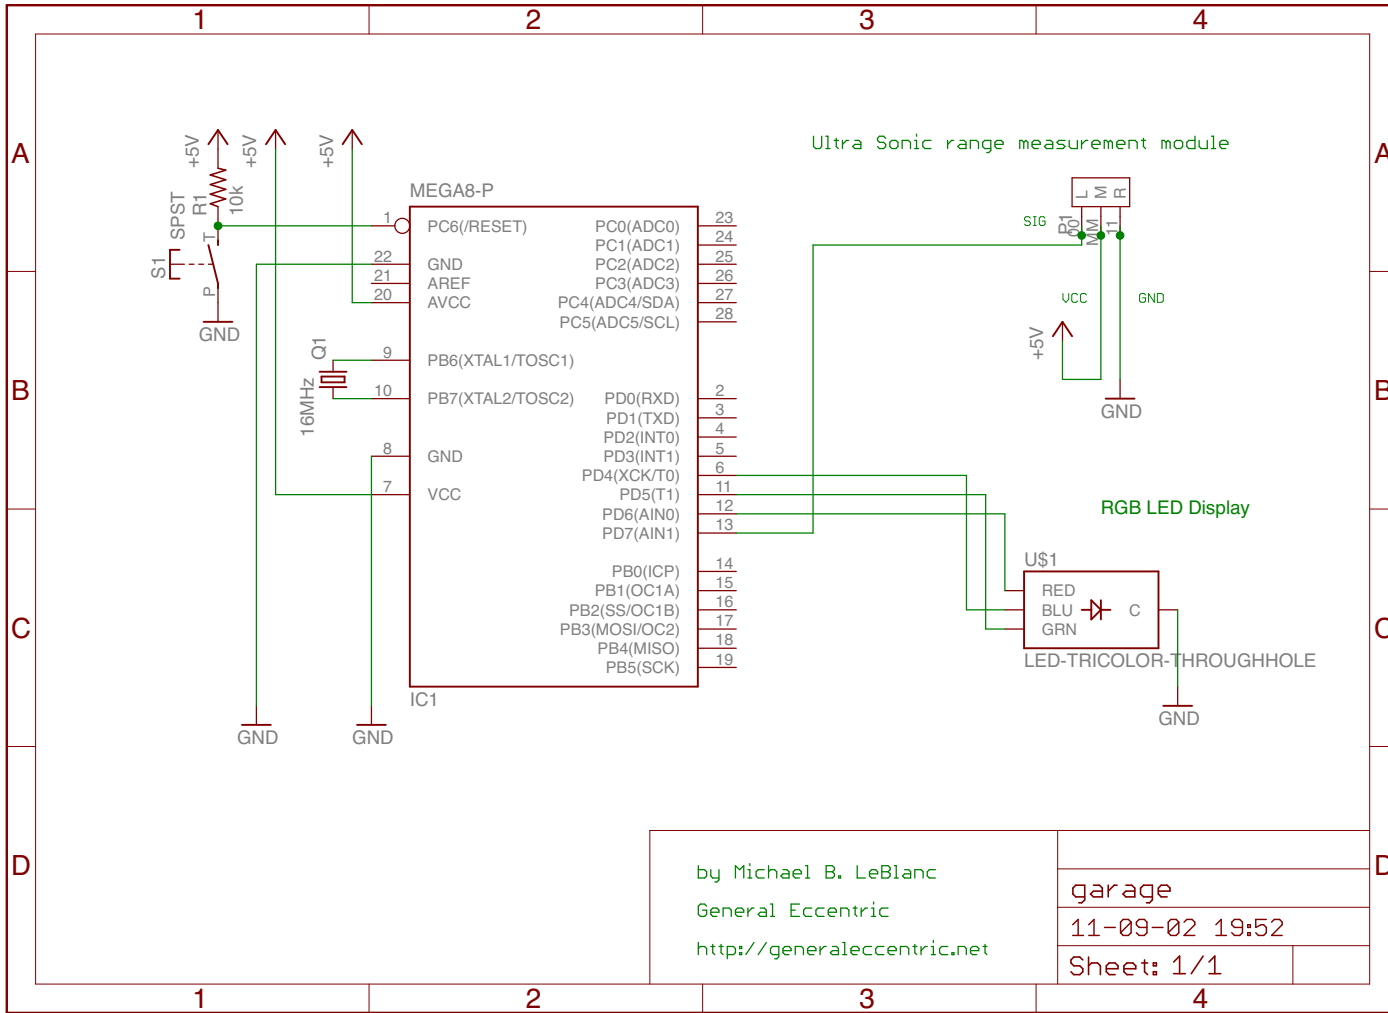 1 2 3 4
A A
B B
C C
D D
+5V +5V +5V
SPST
R1
10k
S1
T
P
GND
Q1
16MHz
MEGA8-P
1 PC6(/RESET)
22 GND
21 AREF
20 AVCC
9 PB6(XTAL1/TOSC1)
10 PB7(XTAL2/TOSC2)
8 GND
7 VCC
PC0(ADC0) 23
PC1(ADC1) 24
PC2(ADC2) 25
PC3(ADC3) 26
PC4(ADC4/SDA) 27
PC5(ADC5/SCL) 28
PD0(RXD) 2
PD1(TXD) 3
PD2(INT0) 4
PD3(INT1) 5
PD4(XCK/T0) 6
PD5(T1) 11
PD6(AIN0) 12
PD7(AIN1) 13
PB0(ICP) 14
PB1(OC1A) 15
PB2(SS/OC1B) 16
PB3(MOSI/OC2) 17
PB4(MISO) 18
PB5(SCK) 19
IC1
GND GND
Ultra Sonic range measurement module
L M R
SIG
MM
11
VCC GND
+5V
GND
RGB LED Display
U$1
RED
BLU C
GRN
LED-TRICOLOR-THROUGHHOLE
GND
by Michael B. LeBlanc
General Eccentric
http://generaleccentric.net
garage
11-09-02 19:52
Sheet: 1/1
1 2 3 4